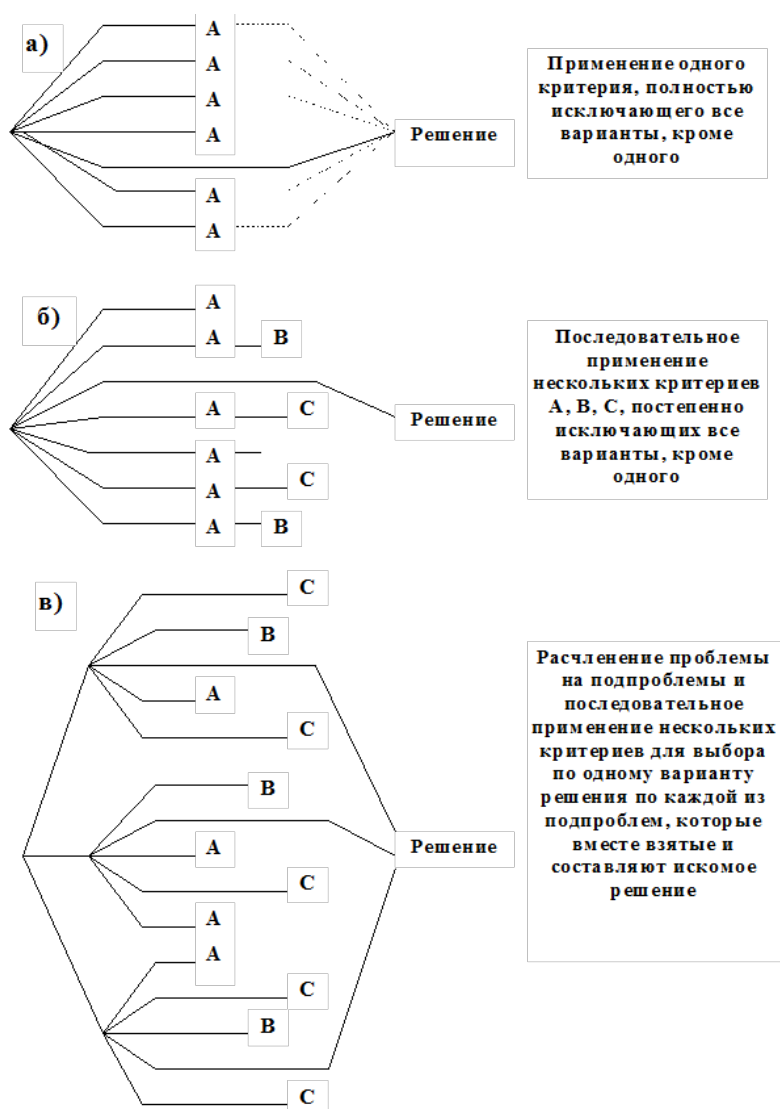 а)
А
А
А
А
А
А
Решение
Применение одного
критерия, полностью
исключающего все
варианты, кроме
одного
б)
А
А
В
А
С
А
А
С
А
В
Решение
Последовательное
применение
нескольких критериев
А, В, С, постепенно
исключающих все
варианты, кроме
одного
в)
С
В
А
С
В
А
С
А
А
С
В
С
Решение
Расчленение проблемы
на подпроблемы и
последовательное
применение нескольких
критериев для выбора
по одному варианту
решения по каждой из
подпроблем, которые
вместе взятые и
составляют искомое
решение